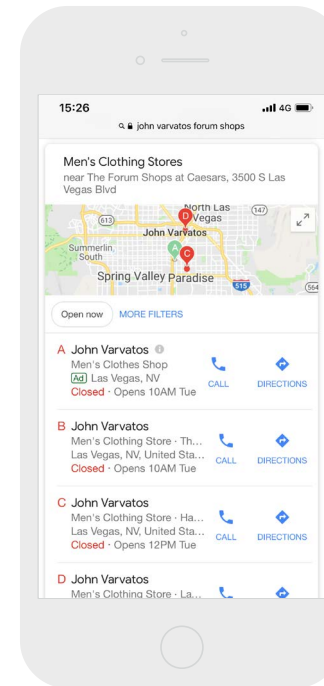 15:26
4G
john varvatos forum shops
Men's Clothing Stores
near The Forum Shops at Caesars, 3500 S Las
Vegas Blvd
North Las
Vegas
613
147
D
John Varvatos
Summerlin
South
A
C
Spring Valley Paradise
515
564
Open now
MORE FILTERS
A John Varvatos
Men's Clothes Shop
Ad Las Vegas, NV
Closed · Opens 10AM Tue
CALL
DIRECTIONS
B John Varvatos
Men's Clothing Store · Th...
Las Vegas, NV, United Sta...
Closed · Opens 10AM Tue
CALL
DIRECTIONS
C John Varvatos
Men's Clothing Store · Ha...
Las Vegas, NV, United Sta...
Closed · Opens 12PM Tue
CALL
DIRECTIONS
D John Varvatos
Men's Clothing Store · La...